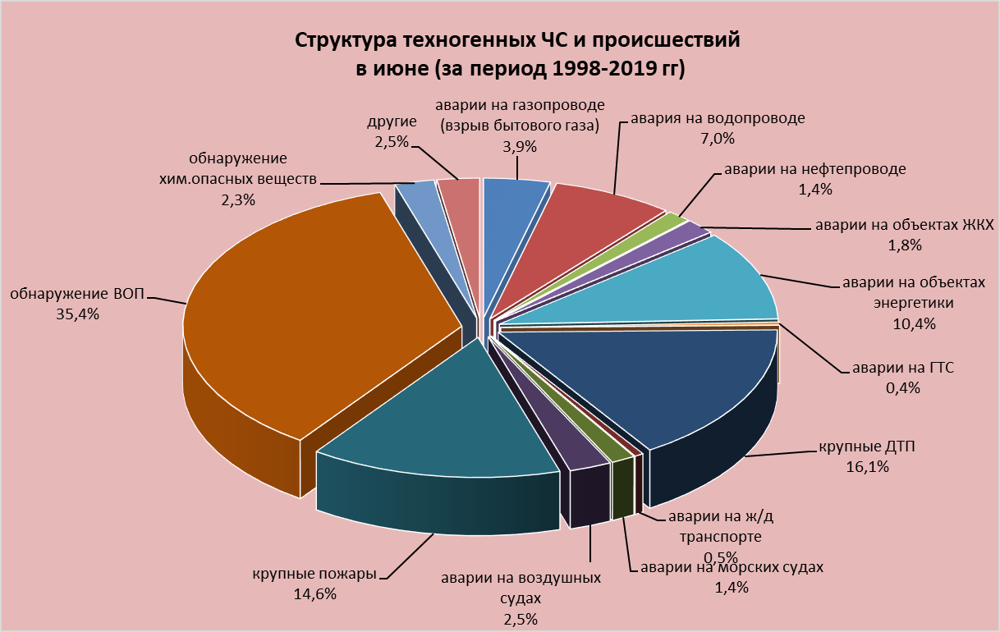 Структура техногенных ЧС и происшествий
в июне (за период 1998-2019 гг)
аварии на газопроводе
(взрыв бытового газа)
3,9%
авария на водопроводе
7,0%
аварии на нефтепроводе
1,4%
аварии на объектах ЖКХ
1,8%
аварии на объектах
энергетики
10,4%
аварии на ГТС
0,4%
крупные ДТП
16,1%
аварии на ж/д
транспорте
0,5%
аварии на морских судах
1,4%
аварии на воздушных
судах
2,5%
крупные пожары
14,6%
обнаружение ВОП
35,4%
обнаружение
хим.опасных веществ
2,3%
другие
2,5%